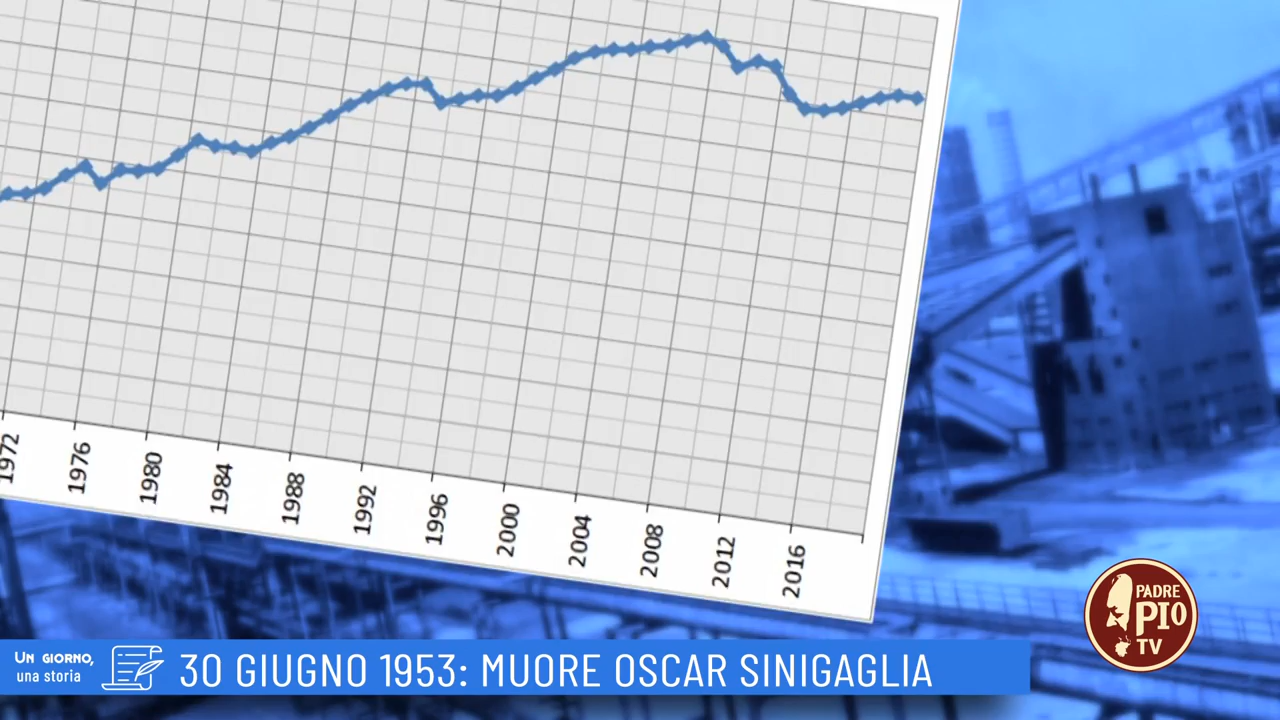 1972
1976
1980
1984
1988
1992
1996
2000
2004
2008
2012
2016
UN GIORNO,
una storia
30 GIUGNO 1953: MUORE OSCAR SINIGAGLIA
PADRE
PIO
TV